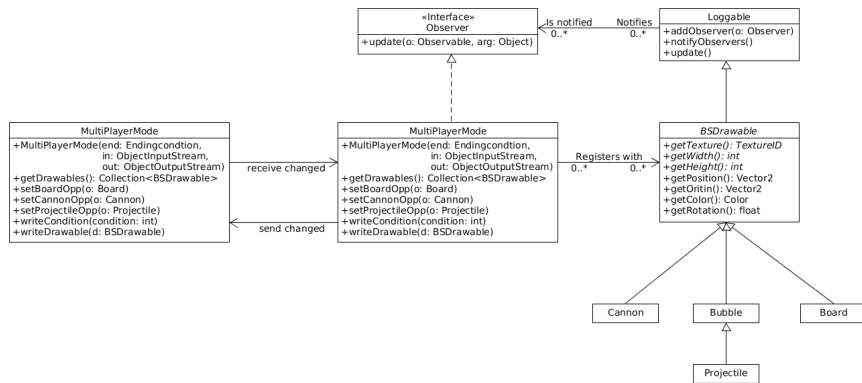 «Interface»
Observer
+update(o: Observable, arg: Object)
Is notified
0..*
Notifies
0..*
Loggable
+addObserver(o: Observer)
+notifyObservers()
+update()
MultiPlayerMode
+MultiPlayerMode(end: Endingcondtion,
in: ObjectInputStream,
out: ObjectOutputStream)
+getDrawables(): Collection<BSDrawable>
+setBoardOpp(o: Board)
+setCannonOpp(o: Cannon)
+setProjectileOpp(o: Projectile)
+writeCondition(condition: int)
+writeDrawable(d: BSDrawable)
receive changed
send changed
MultiPlayerMode
+MultiPlayerMode(end: Endingcondtion,
in: ObjectInputStream,
out: ObjectOutputStream)
+getDrawables(): Collection<BSDrawable>
+setBoardOpp(o: Board)
+setCannonOpp(o: Cannon)
+setProjectileOpp(o: Projectile)
+writeCondition(condition: int)
+writeDrawable(d: BSDrawable)
Registers with
0..*
0..*
BSDrawable
+getTexture(): TextureID
+getWidth(): int
+getHeight(): int
+getPosition(): Vector2
+getOritin(): Vector2
+getColor(): Color
+getRotation(): float
Cannon
Bubble
Board
Projectile